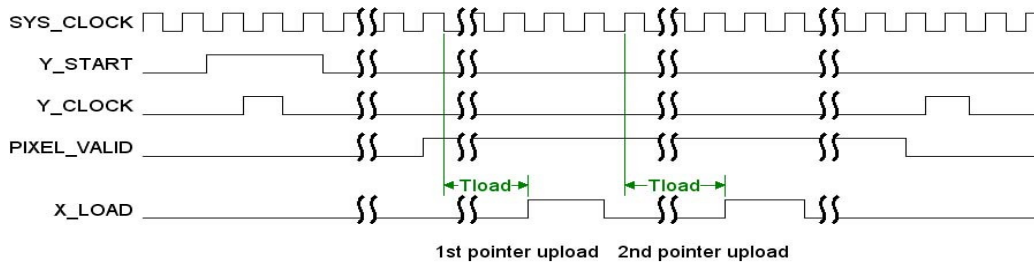 SYS_CLOCK
Y_START
Y_CLOCK
PIXEL_VALID
Tload Tload
X_LOAD
1st pointer upload 2nd pointer upload